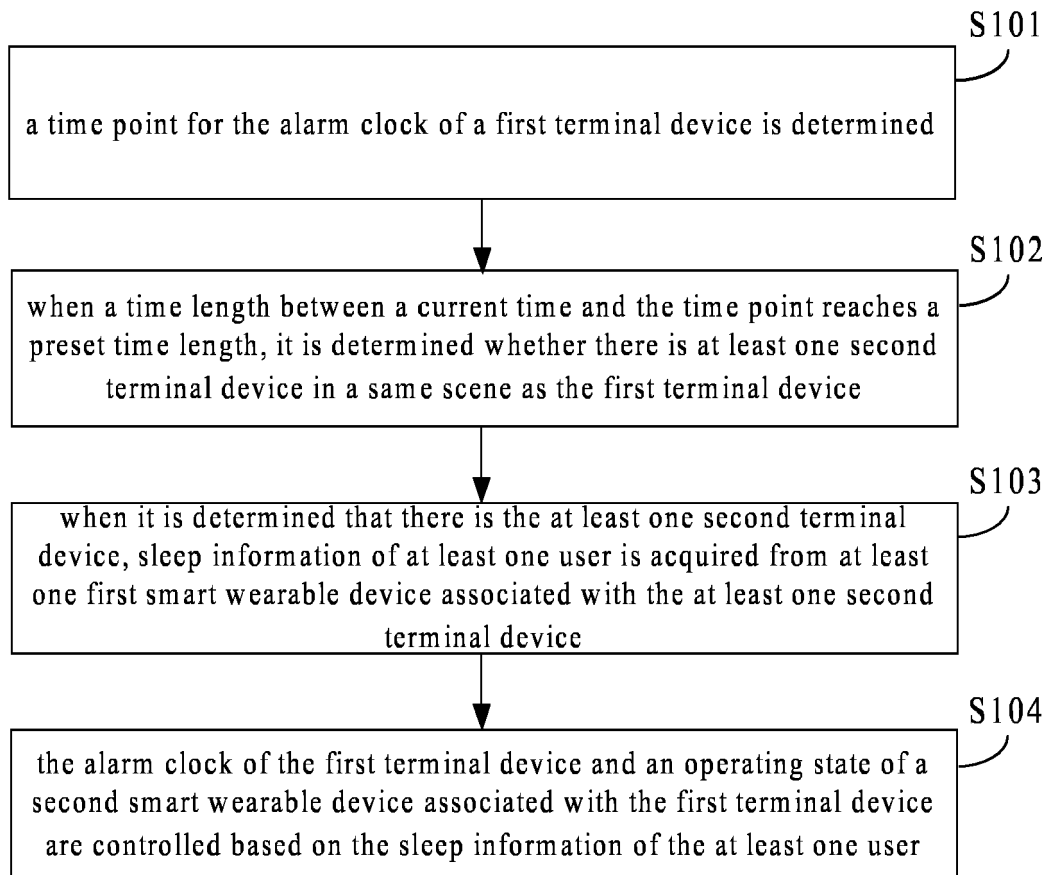 S101
a time point for the alarm clock of a first terminal device is determined
S102
when a time length between a current time and the time point reaches a
preset time length, it is determined whether there is at least one second
terminal device in a same scene as the first terminal device
S103
when it is determined that there is the at least one second terminal
device, sleep information of at least one user is acquired from at least
one first smart wearable device associated with the at least one second
terminal device
S104
the alarm clock of the first terminal device and an operating state of a
second smart wearable device associated with the first terminal device
are controlled based on the sleep information of the at least one user